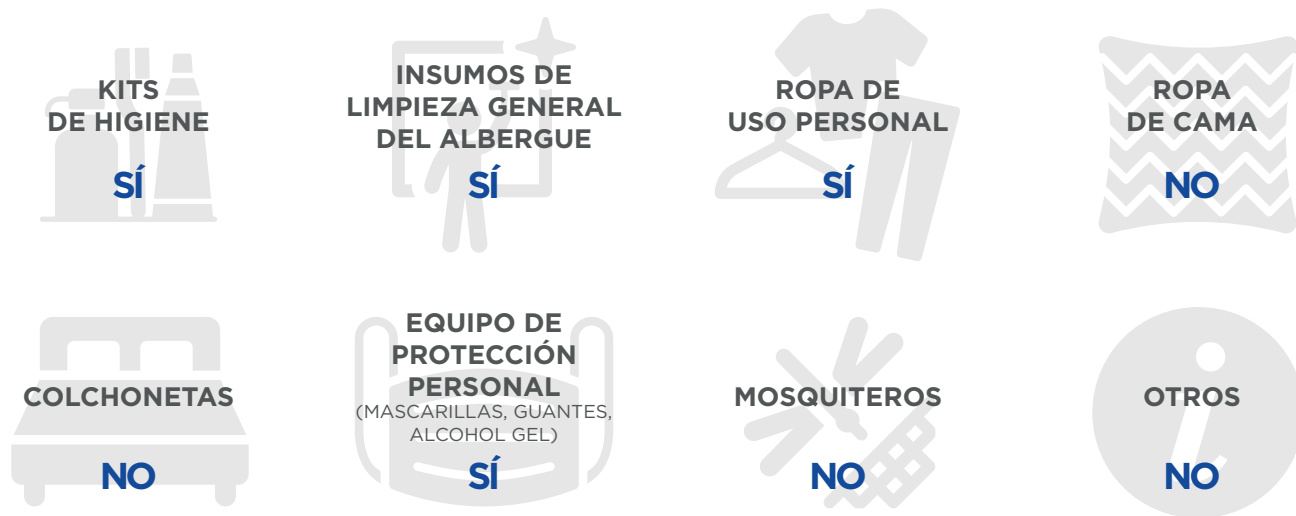 KITS
DE HIGIENE
SÍ
INSUMOS DE
LIMPIEZA GENERAL
DEL ALBERGUE
SÍ
ROPA DE
USO PERSONAL
SÍ
ROPA
DE CAMA
NO
COLCHONETAS
NO
EQUIPO DE
PROTECCIÓN
PERSONAL
(MASCARILLAS, GUANTES,
ALCOHOL GEL)
SÍ
MOSQUITEROS
NO
OTROS
NO